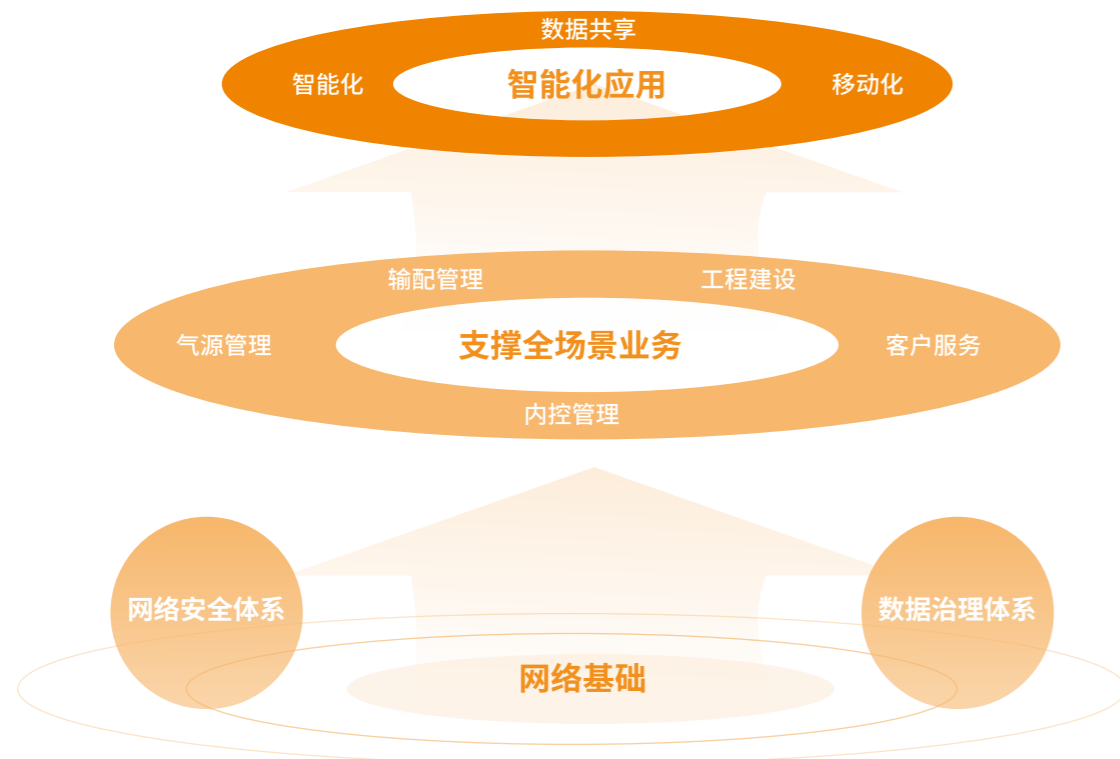 数据共享
智能化
智能化应用
移动化
输配管理
工程建设
气源管理
支撑全场景业务
客户服务
内控管理
网络安全体系
数据治理体系
网络基础